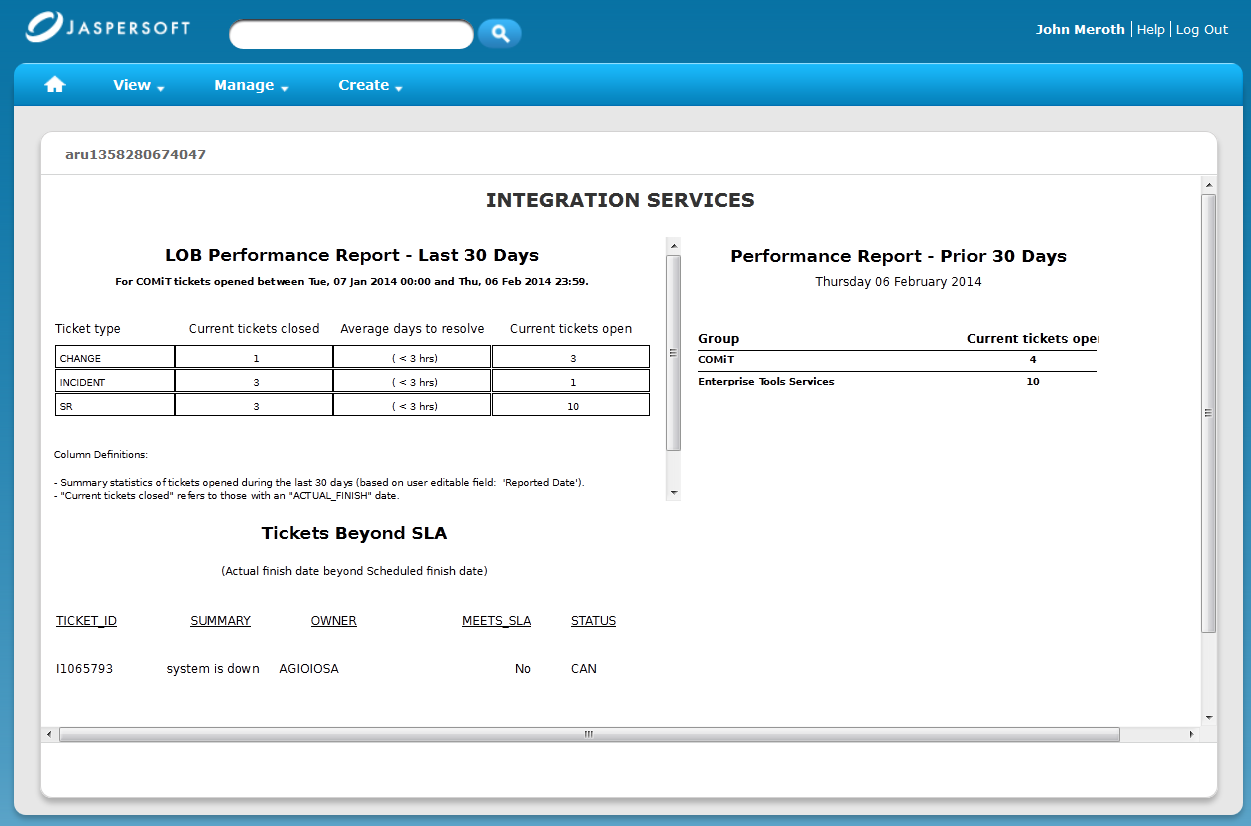 JASPERSOFT
John Meroth | Help | Log Out
View Manage Create
aru1358280674047
INTEGRATION SERVICES
LOB Performance Report - Last 30 Days
For COMiT tickets opened between Tue, 07 Jan 2014 00:00 and Thu, 06 Feb 2014 23:59.
Ticket type Current tickets closed Average days to resolve Current tickets open
CHANGE 1 ( < 3 hrs) 3
INCIDENT 3 ( < 3 hrs) 1
SR 3 ( < 3 hrs) 10
Column Definitions:
- Summary statistics of tickets opened during the last 30 days (based on user editable field: 'Reported Date').
- "Current tickets closed" refers to those with an "ACTUAL_FINISH" date.
Performance Report - Prior 30 Days
Thursday 06 February 2014
Group Current tickets open
COMiT 4
Enterprise Tools Services 10
Tickets Beyond SLA
(Actual finish date beyond Scheduled finish date)
TICKET_ID SUMMARY OWNER MEETS_SLA STATUS
I1065793 system is down AGIOIOSA No CAN